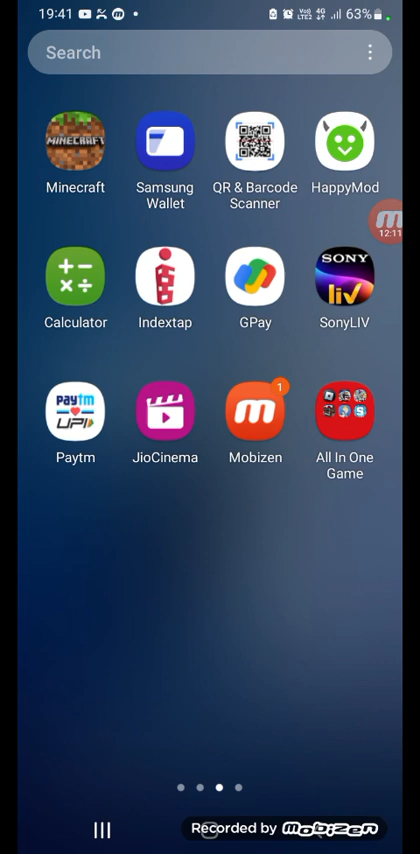 19:41 63%
Search
MINECRAFT
SONY
liv
Minecraft Samsung Wallet QR & Barcode Scanner HappyMod
12:11
Calculator Indextap GPay SonyLIV
paytm
UPI
m
1
Paytm JioCinema Mobizen All In One Game
Recorded by mobizen